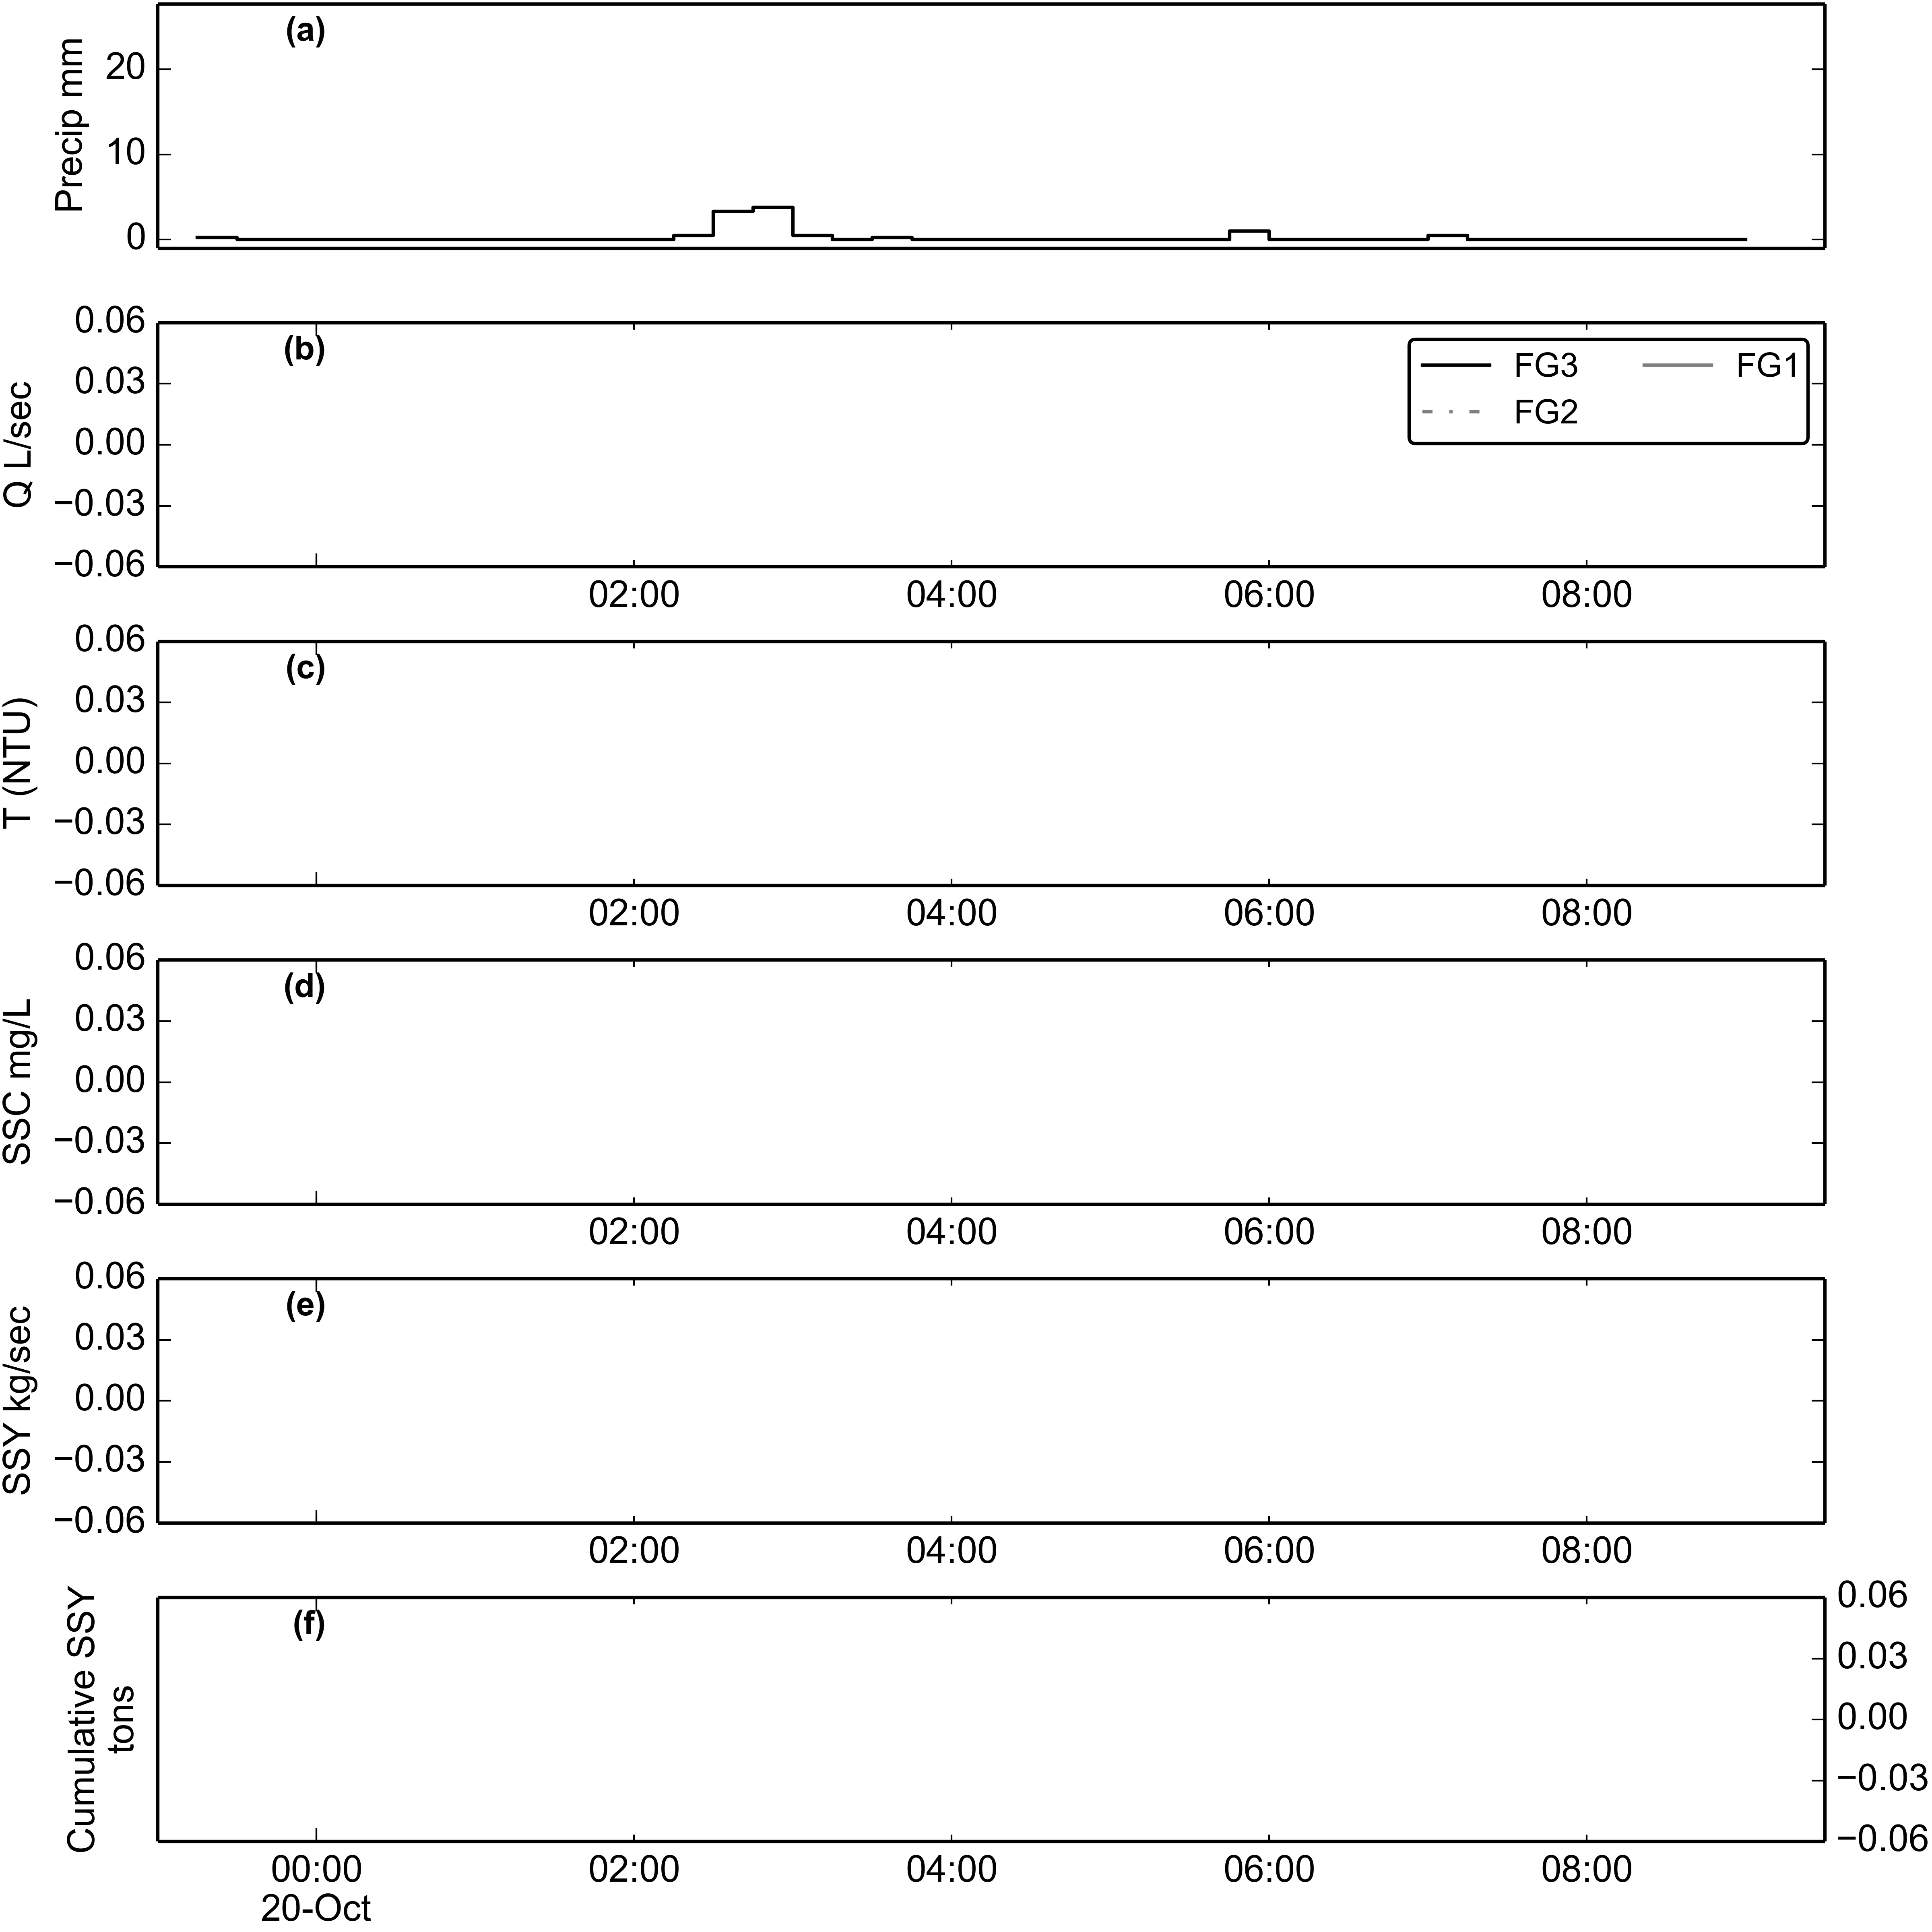 (a)
Precip mm
20
10
0
(b)
Q L/sec
0.06
0.03
0.00
−0.03
−0.06
FG3 FG1
FG2
02:00 04:00 06:00 08:00
(c)
T (NTU)
0.06
0.03
0.00
−0.03
−0.06
02:00 04:00 06:00 08:00
(d)
SSC mg/L
0.06
0.03
0.00
−0.03
−0.06
02:00 04:00 06:00 08:00
(e)
SSY kg/sec
0.06
0.03
0.00
−0.03
−0.06
02:00 04:00 06:00 08:00
(f)
Cumulative SSY
tons
0.06
0.03
0.00
−0.03
−0.06
00:00 02:00 04:00 06:00 08:00
20-Oct